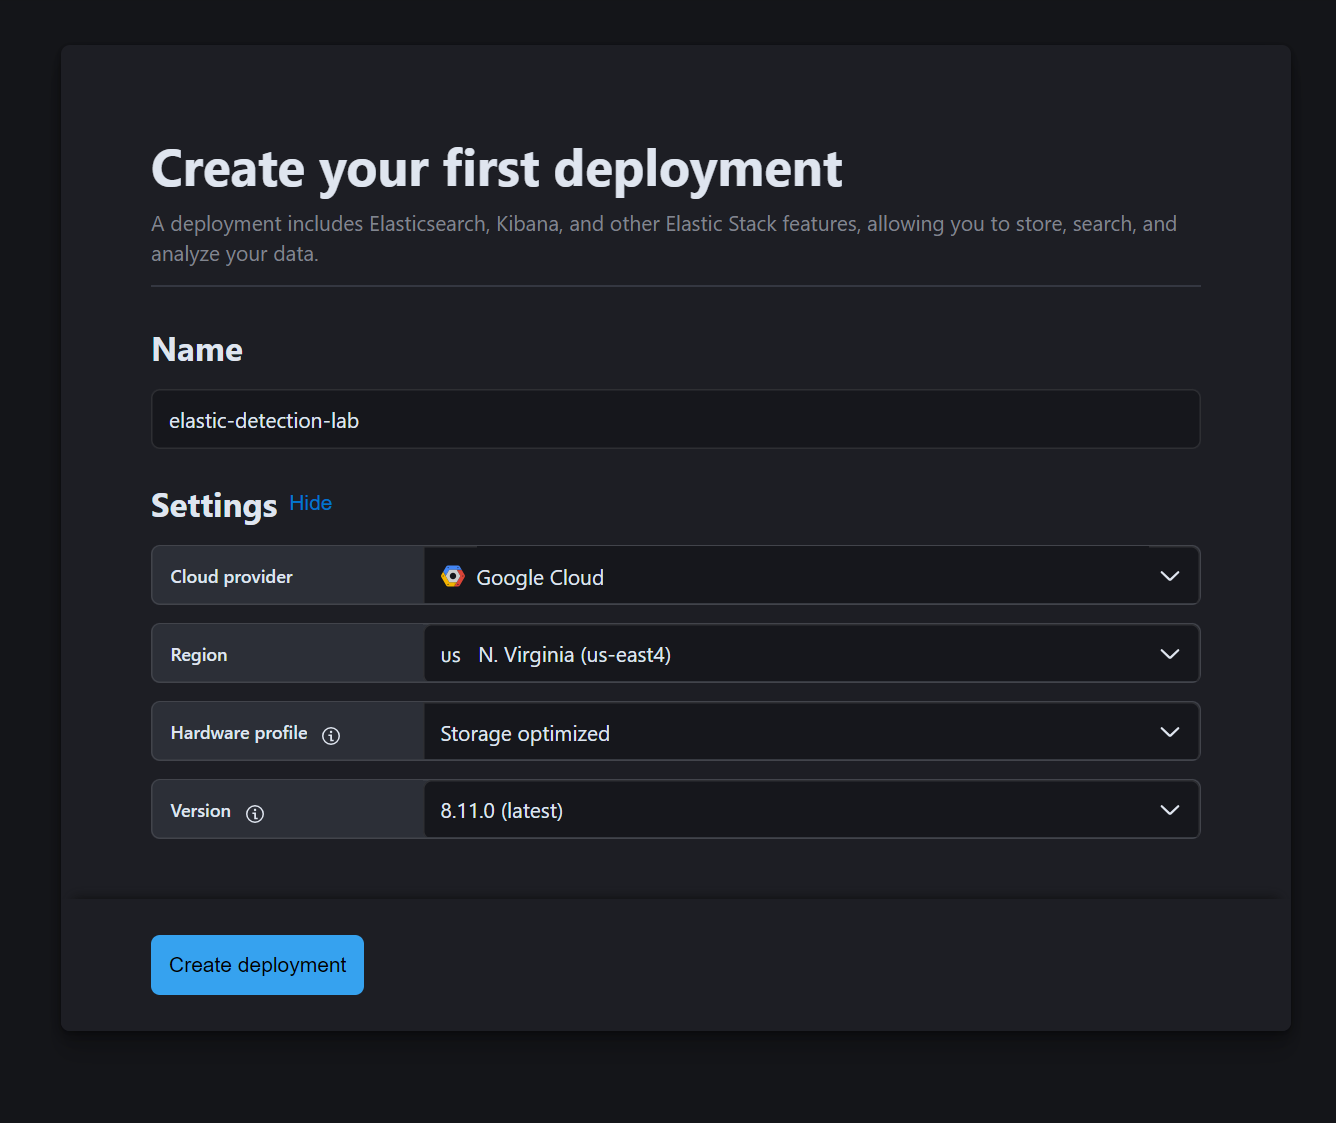 Create your first deployment
A deployment includes Elasticsearch, Kibana, and other Elastic Stack features, allowing you to store, search, and
analyze your data.
Name
elastic-detection-lab
Settings Hide
Cloud provider Google Cloud
Region us N. Virginia (us-east4)
Hardware profile Storage optimized
Version 8.11.0 (latest)
Create deployment